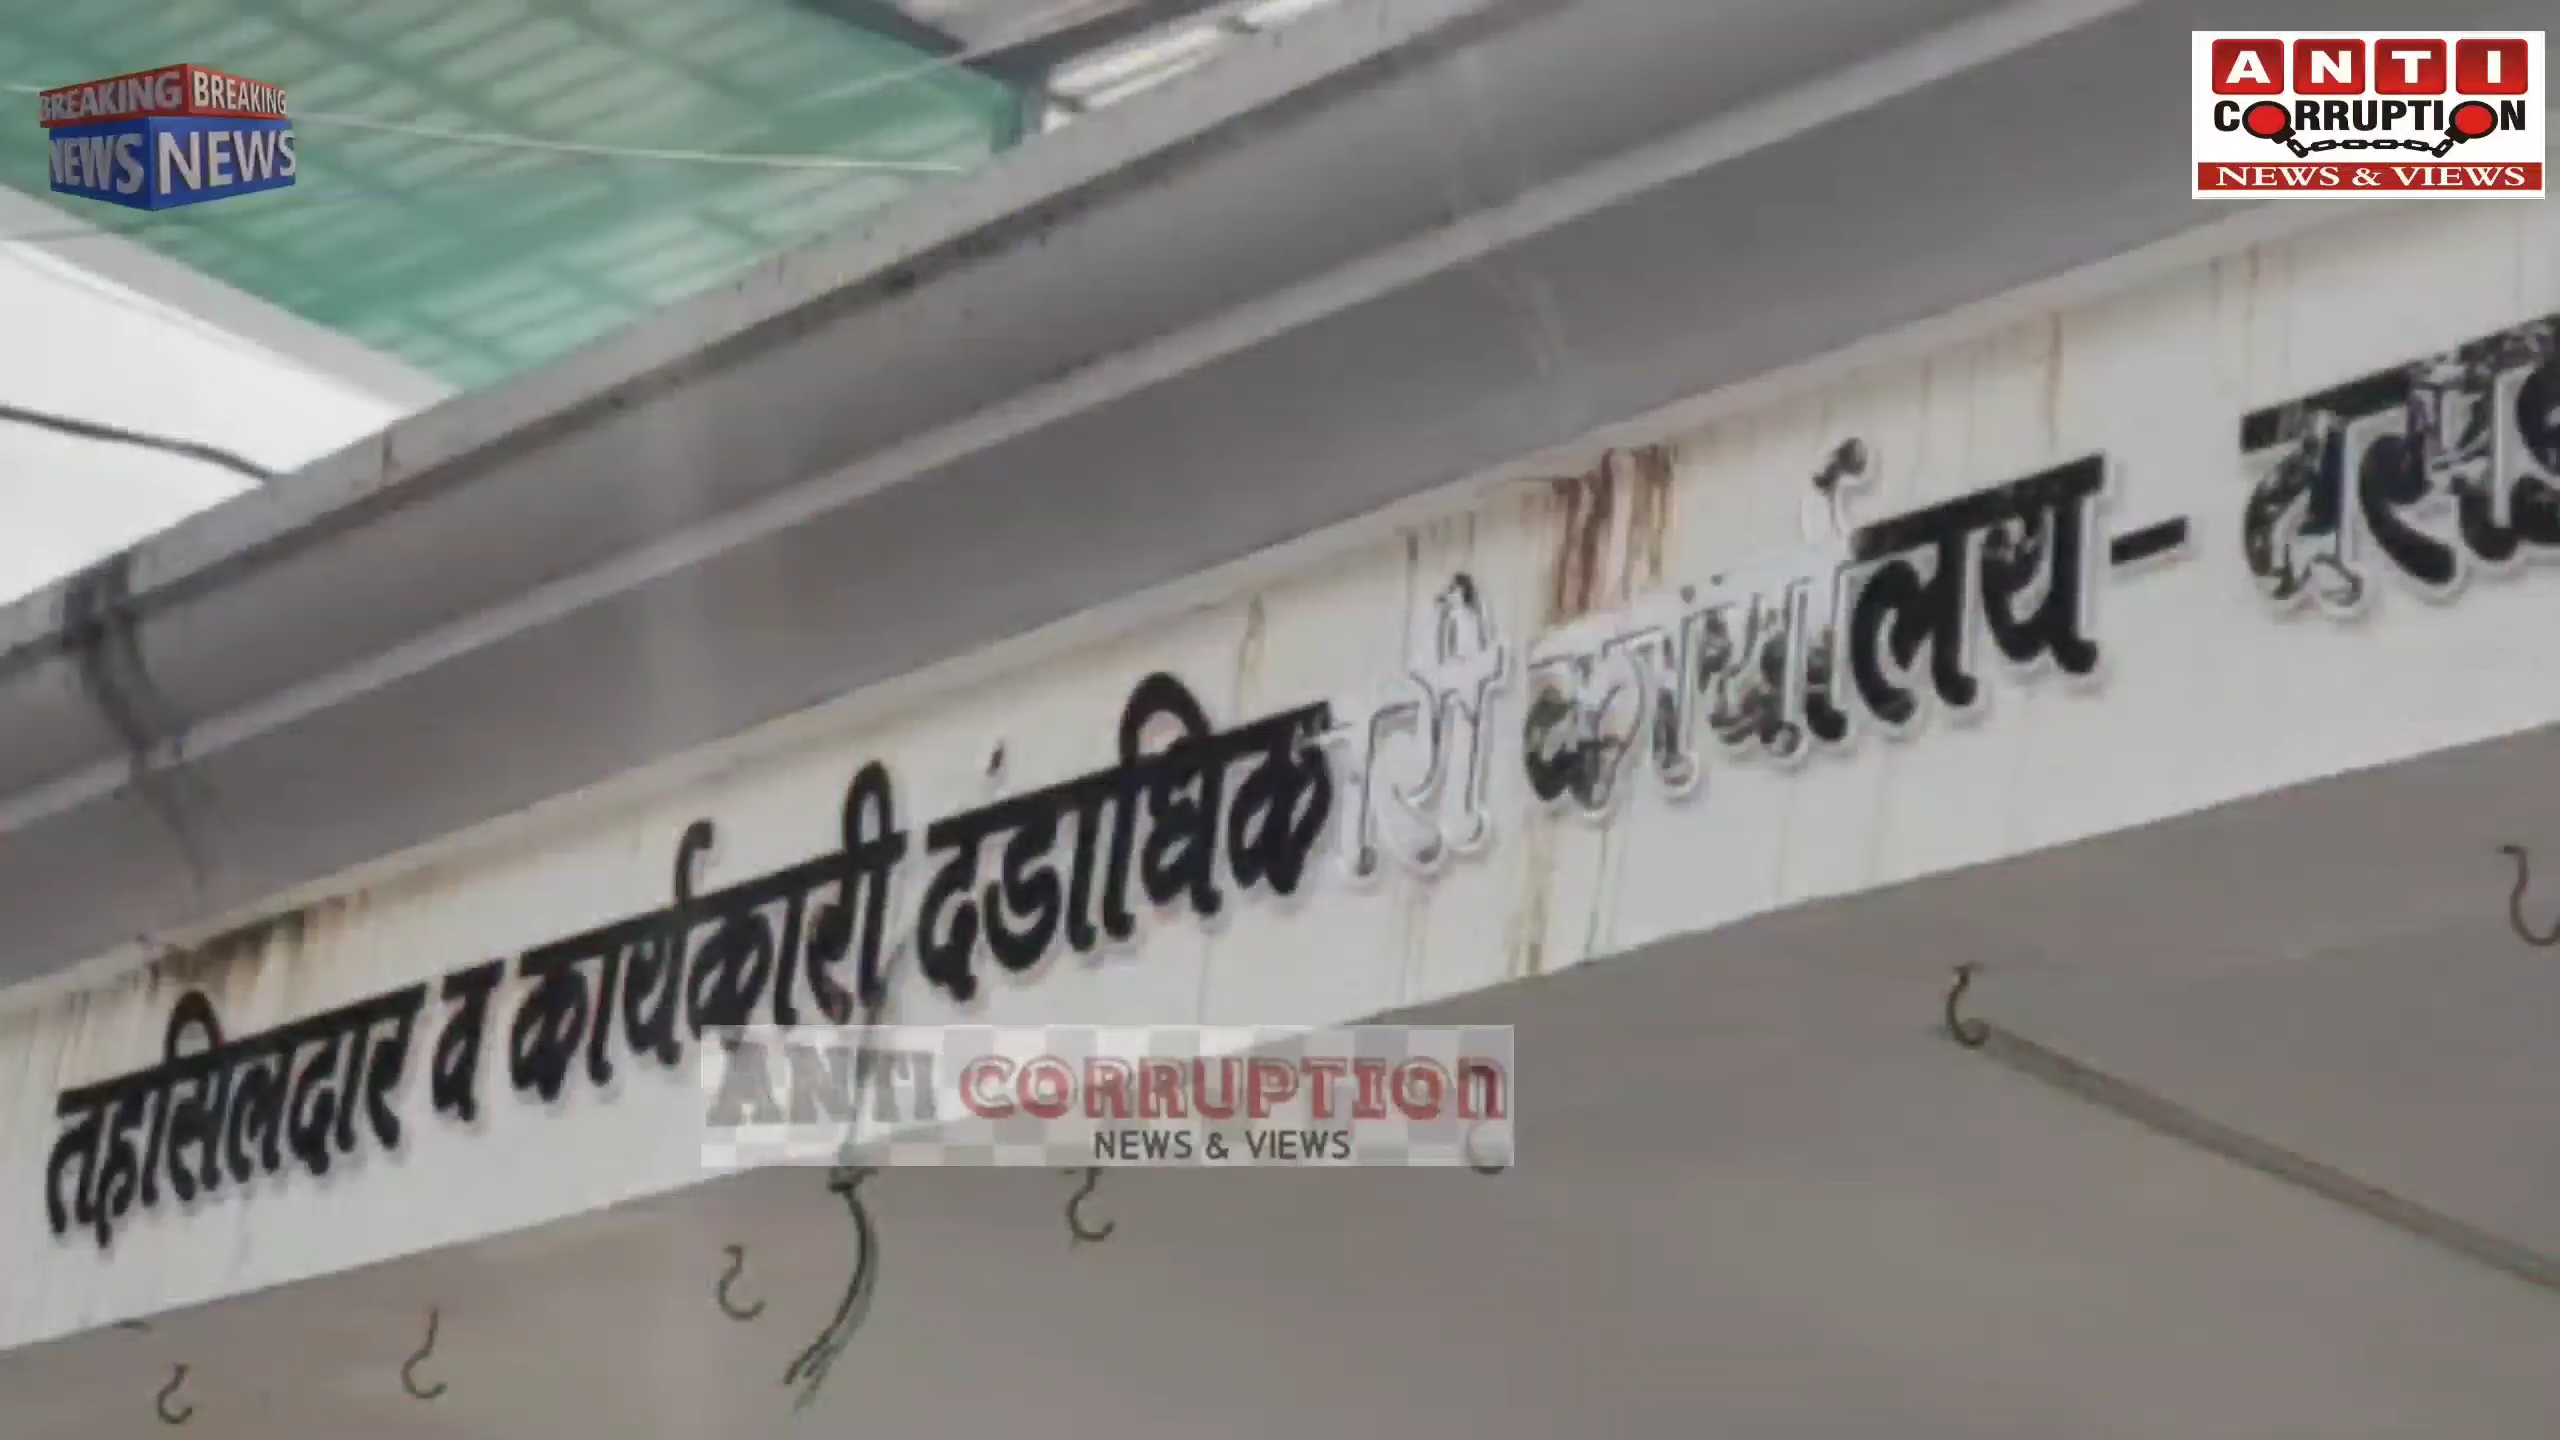 BREAKING BREAKING
NEWS NEWS
ANTI
CORRUPTION
NEWS & VIEWS
तहसिलदार व कार्यकारी दंडाधिकारी कार्यालय-
ANTI CORRUPTION
NEWS & VIEWS